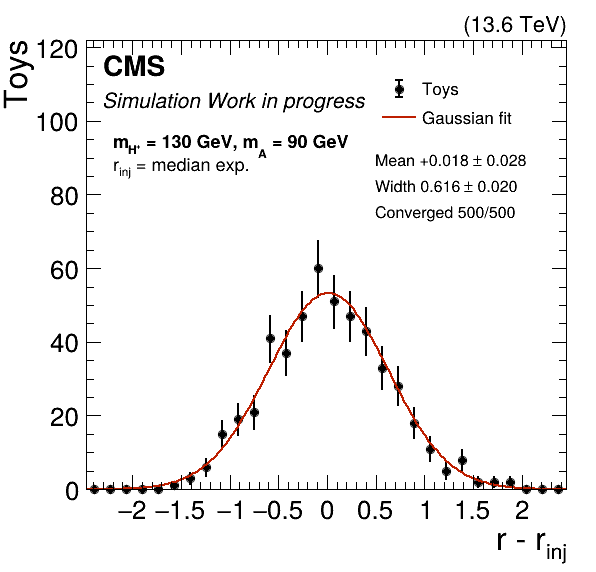 (13.6 TeV)
Toys
CMS
Simulation Work in progress
m_H+ = 130 GeV, m_A = 90 GeV
r_inj = median exp.
Toys
Gaussian fit
Mean +0.018 ± 0.028
Width 0.616 ± 0.020
Converged 500/500
120
100
80
60
40
20
0
−2 −1.5 −1 −0.5 0 0.5 1 1.5 2
r - r_inj